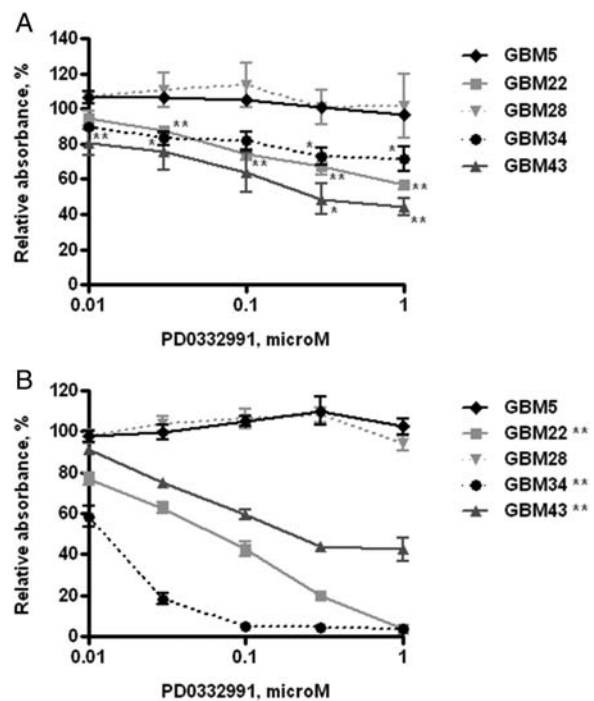 A
140
120
100
80
60
40
20
0
Relative absorbance, %
0.01 0.1 1
PD0332991, microM
** * ** ** * ** * * ** **
GBM5
GBM22
GBM28
GBM34
GBM43
B
120
100
80
60
40
20
0
Relative absorbance, %
0.01 0.1 1
PD0332991, microM
GBM5
GBM22 **
GBM28
GBM34 **
GBM43 **